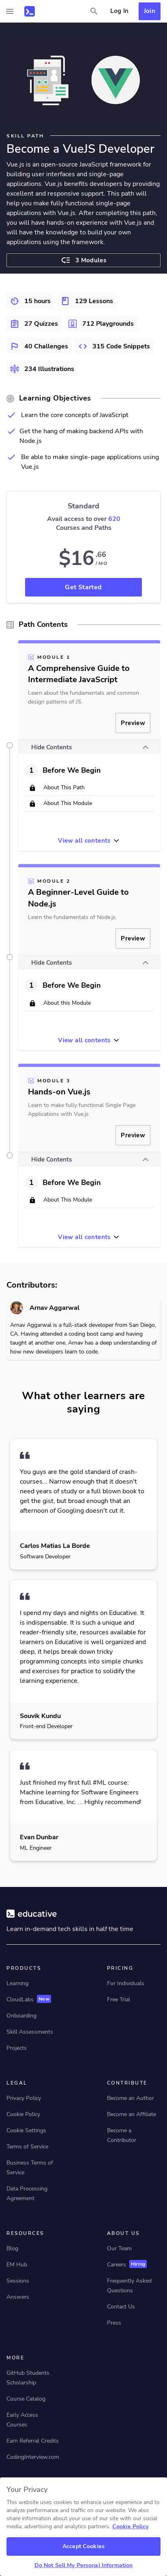 Log In
Join
SKILL PATH
Become a VueJS Developer
Vue.js is an open-source JavaScript framework for
building user interfaces and single-page
applications. Vue.js benefits developers by providing
excellent and responsive support. This path will
help you make fully functional single-page
applications with Vue.js. After completing this path,
you will have hands-on experience with Vue.js and
will have the knowledge to build your own
applications using the framework.
3 Modules
15 hours
129 Lessons
27 Quizzes
712 Playgrounds
40 Challenges
315 Code Snippets
234 Illustrations
Learning Objectives
Learn the core concepts of JavaScript
Get the hang of making backend APIs with
Node.js
Be able to make single-page applications using
Vue.js
Standard
Avail access to over 620
Courses and Paths
$16.66
/MO
Get Started
Path Contents
MODULE 1
A Comprehensive Guide to
Intermediate JavaScript
Learn about the fundamentals and common
design patterns of JS.
Preview
Hide Contents
1 Before We Begin
About This Path
About This Module
View all contents
MODULE 2
A Beginner-Level Guide to
Node.js
Learn the fundamentals of Node.js.
Preview
Hide Contents
1 Before We Begin
About this Module
View all contents
MODULE 3
Hands-on Vue.js
Learn to make fully functional Single Page
Applications with Vue.js
Preview
Hide Contents
1 Before We Begin
About This Module
View all contents
Contributors:
Arnav Aggarwal
Arnav Aggarwal is a full-stack developer from San Diego,
CA. Having attended a coding boot camp and having
taught at another one, Arnav has a deep understanding of
how new developers learn to code.
What other learners are
saying
You guys are the gold standard of crash-
courses... Narrow enough that it doesn't
need years of study or a full blown book to
get the gist, but broad enough that an
afternoon of Googling doesn't cut it.
Carlos Matias La Borde
Software Developer
I spend my days and nights on Educative. It
is indispensable. It is such a unique and
reader-friendly site, resources available for
learners on Educative is well organized and
deep, it helps break down tricky
programming concepts into simple chunks
and exercises for practice to solidify the
learning experience.
Souvik Kundu
Front-end Developer
Just finished my first full #ML course:
Machine learning for Software Engineers
from Educative, Inc. ... Highly recommend!
Evan Dunbar
ML Engineer
educative
Learn in-demand tech skills in half the time
PRODUCTS
Learning
CloudLabs New
Onboarding
Skill Assessments
Projects
PRICING
For Individuals
Free Trial
LEGAL
Privacy Policy
Cookie Policy
Cookie Settings
Terms of Service
Business Terms of
Service
Data Processing
Agreement
CONTRIBUTE
Become an Author
Become an Affiliate
Become a
Contributor
RESOURCES
Blog
EM Hub
Sessions
Answers
ABOUT US
Our Team
Careers Hiring
Frequently Asked
Questions
Contact Us
Press
MORE
GitHub Students
Scholarship
Course Catalog
Early Access
Courses
Earn Referral Credits
CodingInterview.com
Your Privacy
This website uses cookies to enhance user experience and to
analyze performance and traffic on our website. We also
share information about your use of our site with our social
media, advertising and analytics partners. Cookie Policy
Accept Cookies
Do Not Sell My Personal Information